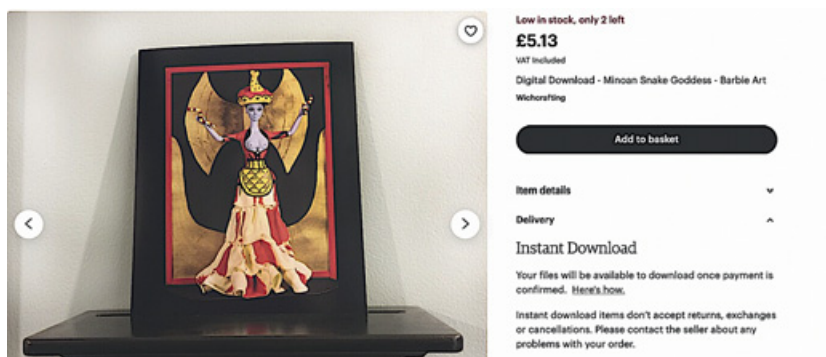 Low in stock, only 2 left
£5.13
VAT Included
Digital Download - Minoan Snake Goddess - Barbie Art
Wichcrafting
Add to basket
Item details
Delivery
Instant Download
Your files will be available to download once payment is
confirmed. Here's how.
Instant download items don't accept returns, exchanges
or cancellations. Please contact the seller about any
problems with your order.